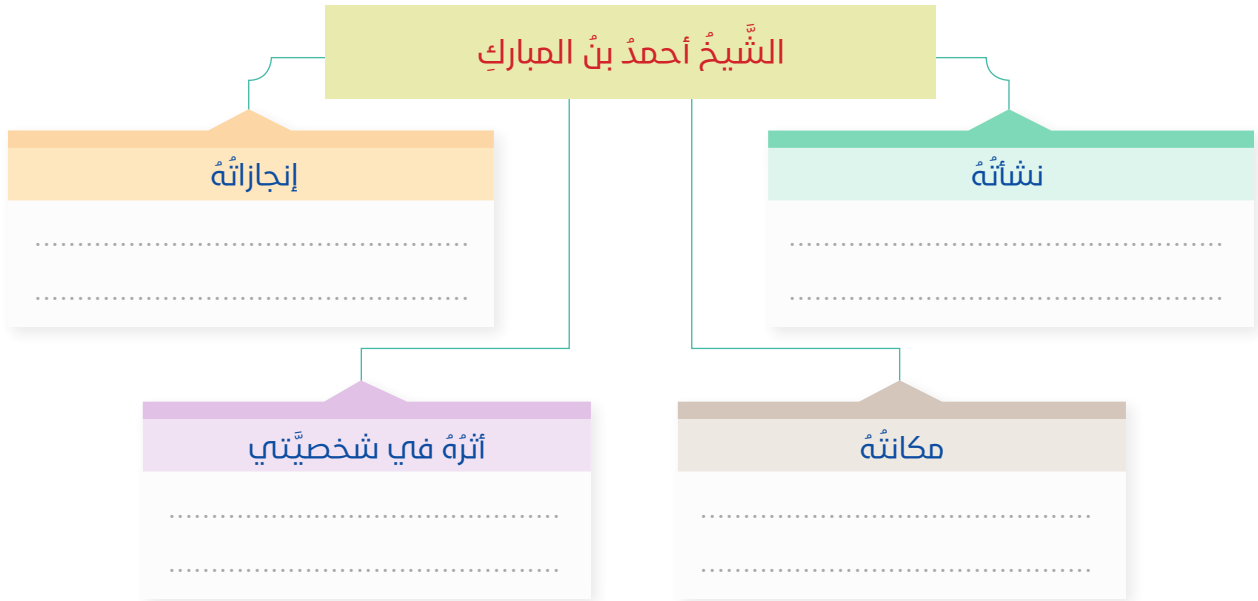 الشَّيخُ أحمدُ بنُ المباركِ
نشأتُهُ
إنجازاتُهُ
مكانتُهُ
أثرُهُ في شخصيَّتي